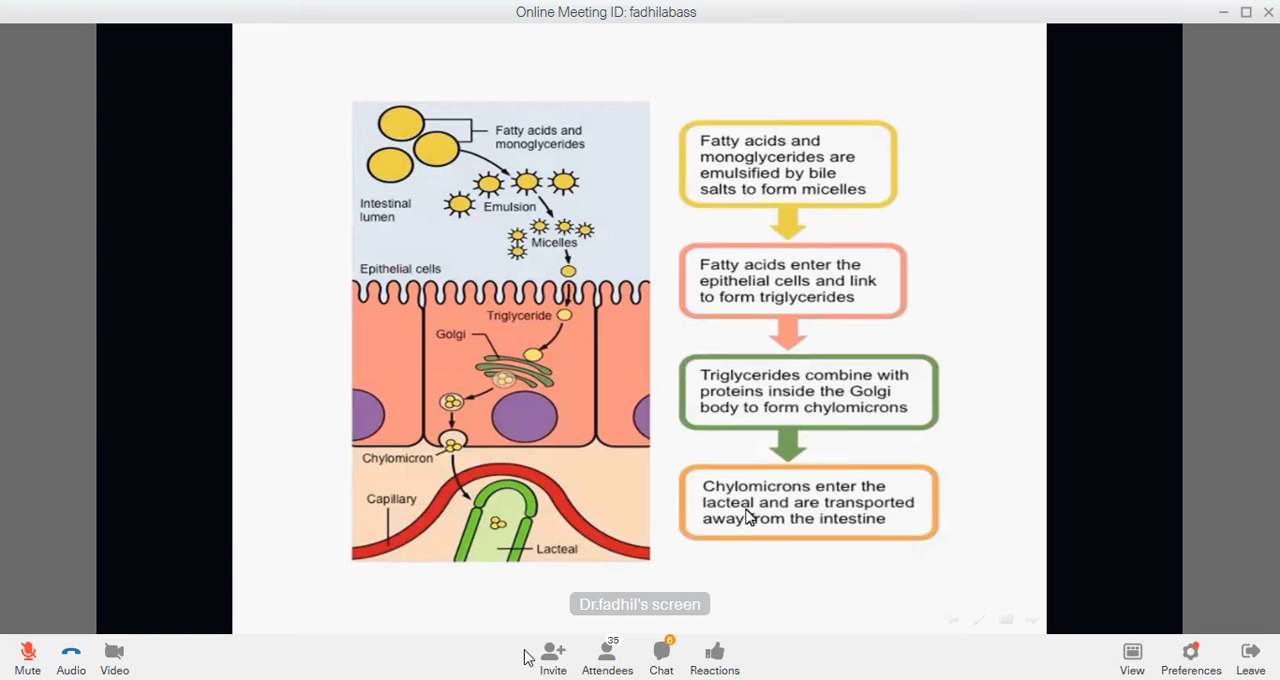 Online Meeting ID: fadhilabass
Fatty acids and
monoglycerides
Intestinal
lumen
Emulsion
Micelles
Epithelial cells
Triglyceride
Golgi
Chylomicron
Capillary
Lacteal
Fatty acids and
monoglycerides are
emulsified by bile
salts to form micelles
Fatty acids enter the
epithelial cells and link
to form triglycerides
Triglycerides combine with
proteins inside the Golgi
body to form chylomicrons
Chylomicrons enter the
lacteal and are transported
away from the intestine
Dr.fadhil's screen
35
6
Mute
Audio
Video
Invite
Attendees
Chat
Reactions
View
Preferences
Leave